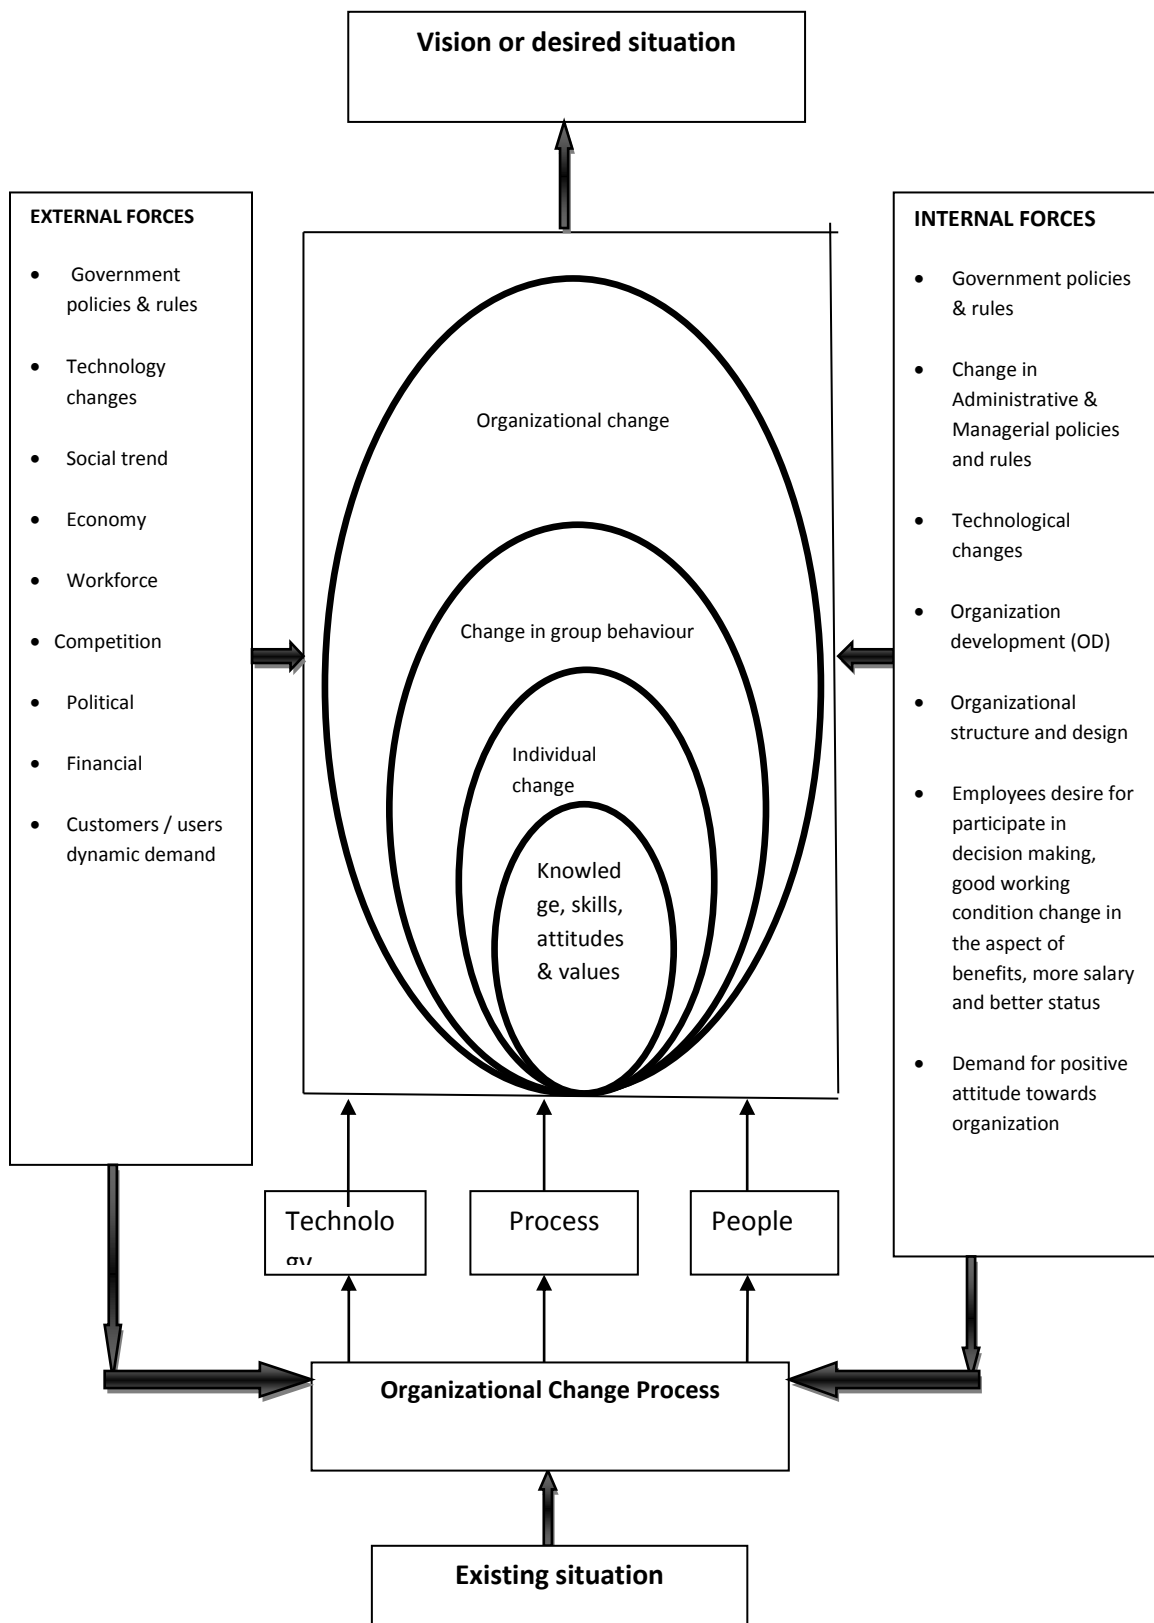 Vision or desired situation
EXTERNAL FORCES
• Government
policies & rules
• Technology
changes
• Social trend
• Economy
• Workforce
• Competition
• Political
• Financial
• Customers / users
dynamic demand
Organizational change
Change in group behaviour
Individual
change
Knowled
ge, skills,
attitudes
& values
INTERNAL FORCES
• Government policies
& rules
• Change in
Administrative &
Managerial policies
and rules
• Technological
changes
• Organization
development (OD)
• Organizational
structure and design
• Employees desire for
participate in
decision making,
good working
condition change in
the aspect of
benefits, more salary
and better status
• Demand for positive
attitude towards
organization
Technolo
gy
Process
People
Organizational Change Process
Existing situation